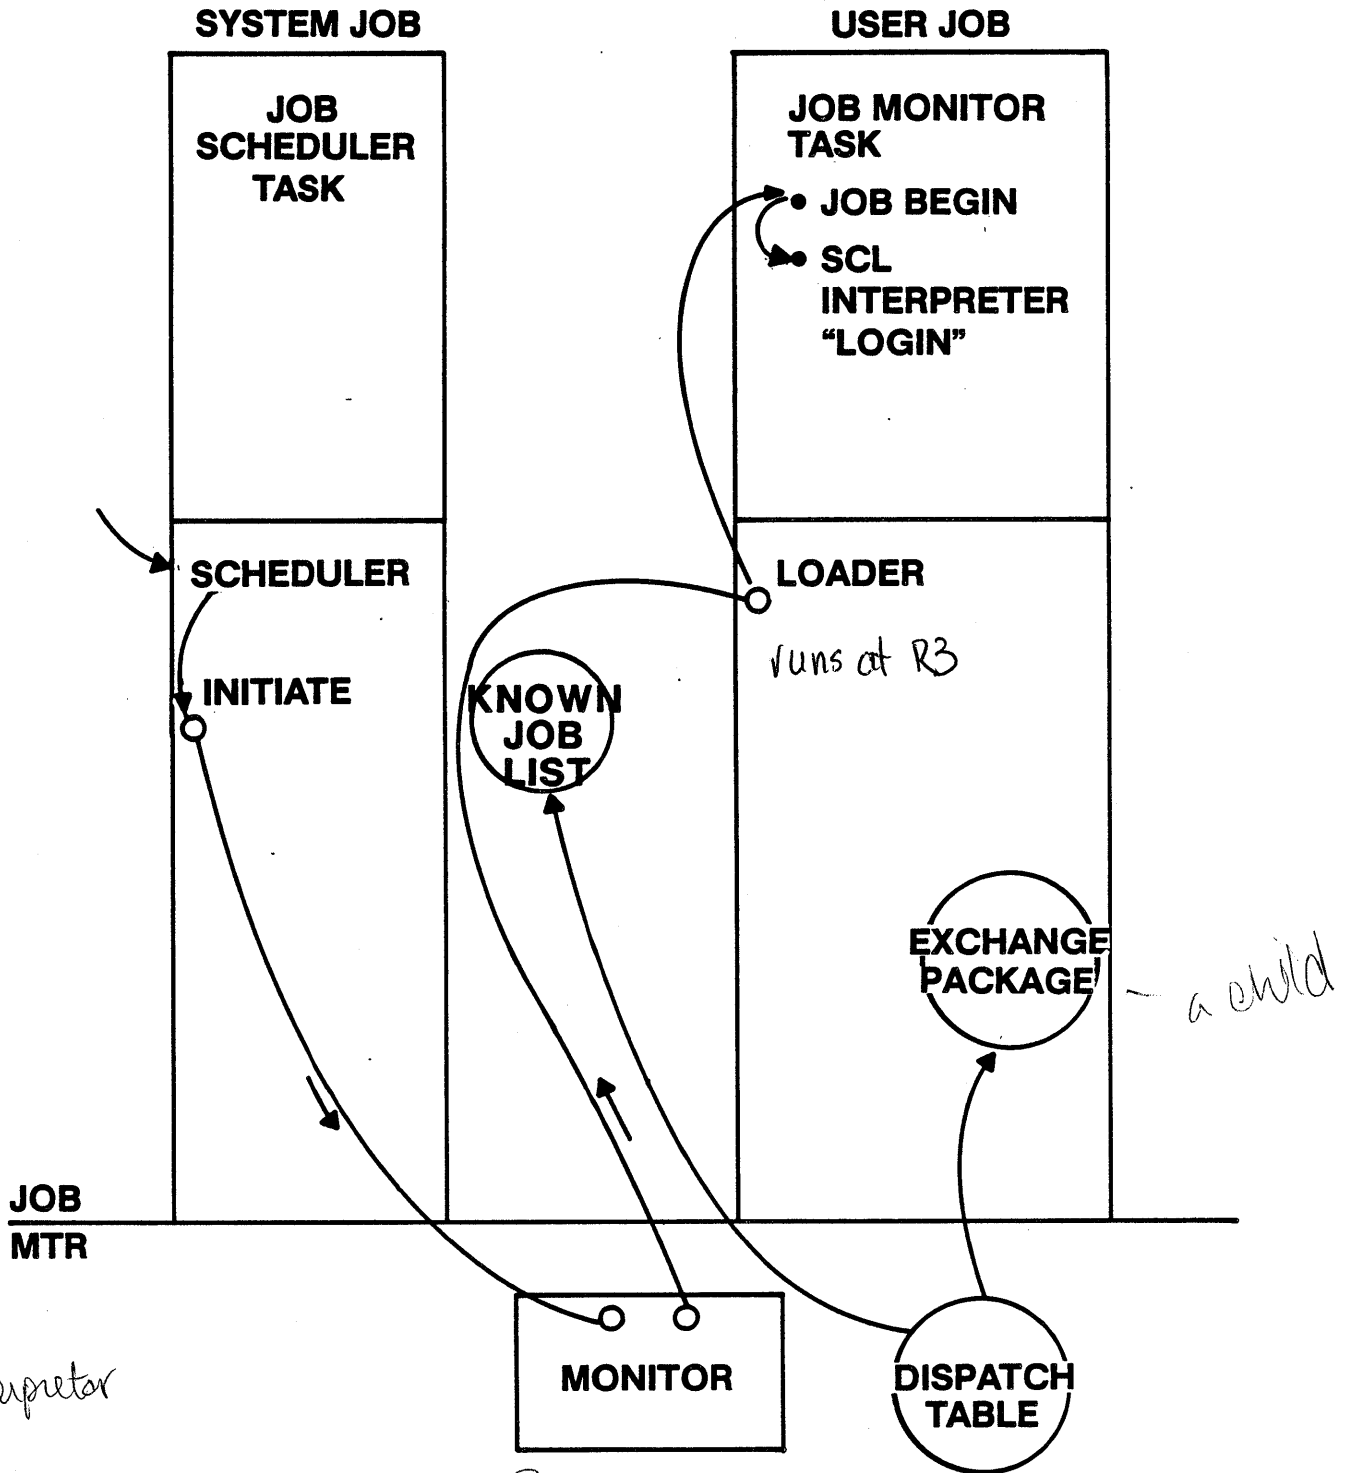 SYSTEM JOB
USER JOB
JOB
SCHEDULER
TASK
JOB MONITOR
TASK
• JOB BEGIN
• SCL
INTERPRETER
“LOGIN”
SCHEDULER
INITIATE
KNOWN
JOB
LIST
LOADER
runs at R3
EXCHANGE
PACKAGE
- a child
JOB
MTR
MONITOR
DISPATCH
TABLE